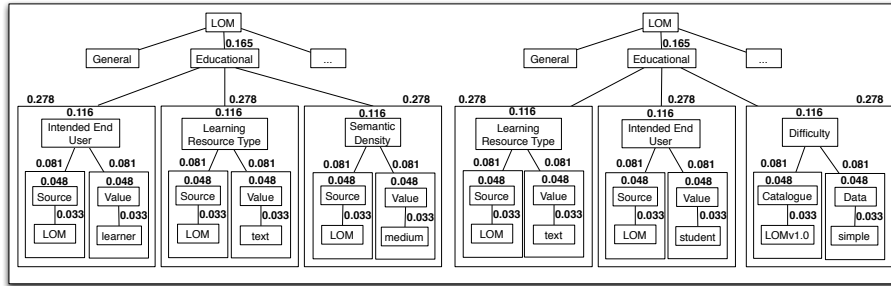 LOM LOM
0.165 0.165
General Educational ... General Educational ...
0.278 0.278 0.278 0.278 0.278 0.278
0.116 0.116 0.116 0.116 0.116 0.116
Intended End User Learning Resource Type Semantic Density Learning Resource Type Intended End User Difficulty
0.081 0.081 0.081 0.081 0.081 0.081 0.081 0.081 0.081 0.081 0.081 0.081
0.048 0.048 0.048 0.048 0.048 0.048 0.048 0.048 0.048 0.048 0.048 0.048
Source Value Source Value Source Value Source Value Source Value Catalogue Data
0.033 0.033 0.033 0.033 0.033 0.033 0.033 0.033 0.033 0.033 0.033 0.033
LOM learner LOM text LOM medium LOM text LOM student LOMv1.0 simple